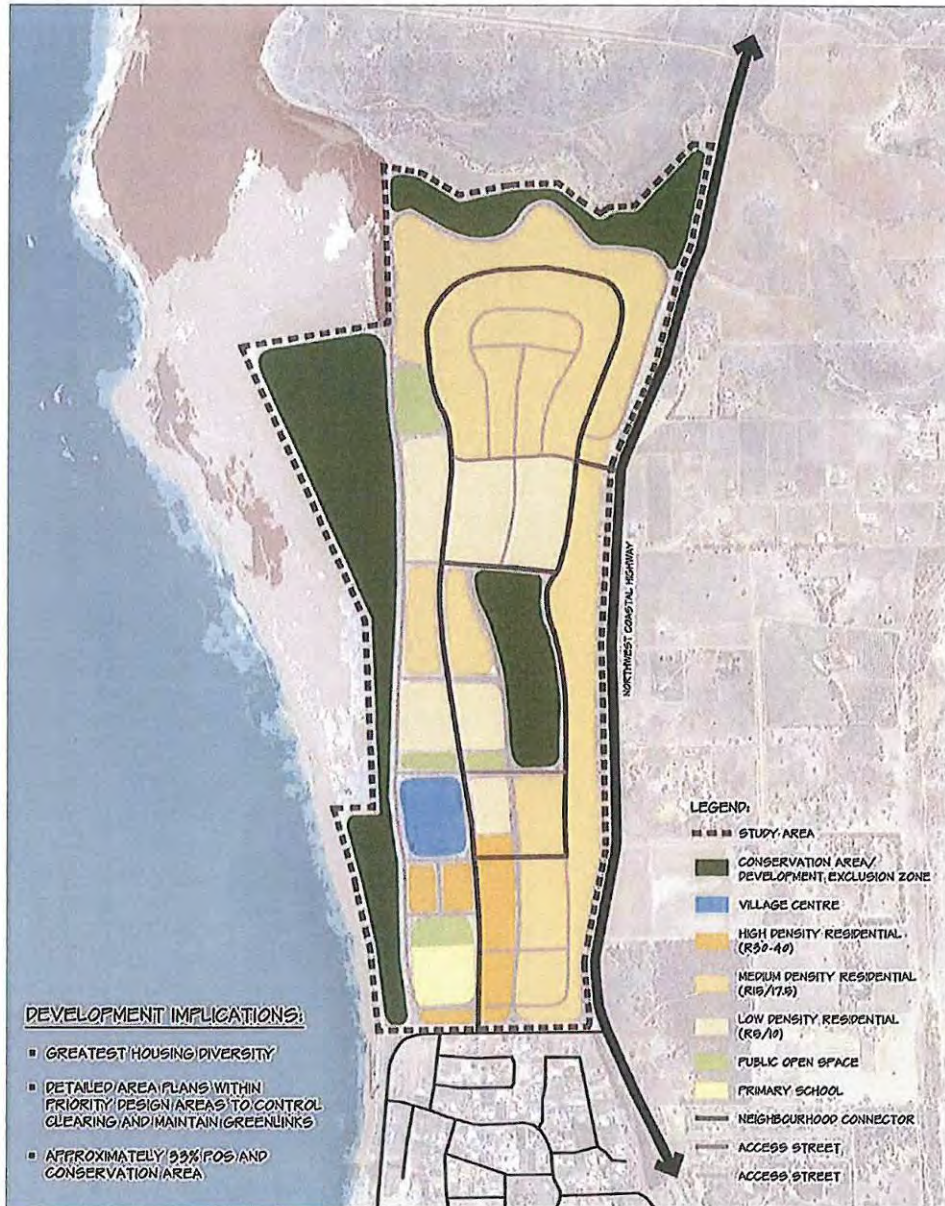 NORTHWEST COASTAL HIGHWAY
LEGEND:
STUDY AREA
CONSERVATION AREA/
DEVELOPMENT EXCLUSION ZONE
VILLAGE CENTRE
HIGH DENSITY RESIDENTIAL
(R30-40)
MEDIUM DENSITY RESIDENTIAL
(R15/17.5)
LOW DENSITY RESIDENTIAL
(R5/10)
PUBLIC OPEN SPACE
PRIMARY SCHOOL
NEIGHBOURHOOD CONNECTOR
ACCESS STREET
ACCESS STREET
DEVELOPMENT IMPLICATIONS:
▪ GREATEST HOUSING DIVERSITY
▪ DETAILED AREA PLANS WITHIN
PRIORITY DESIGN AREAS TO CONTROL
CLEARING AND MAINTAIN GREENLINKS
▪ APPROXIMATELY 33% POS AND
CONSERVATION AREA